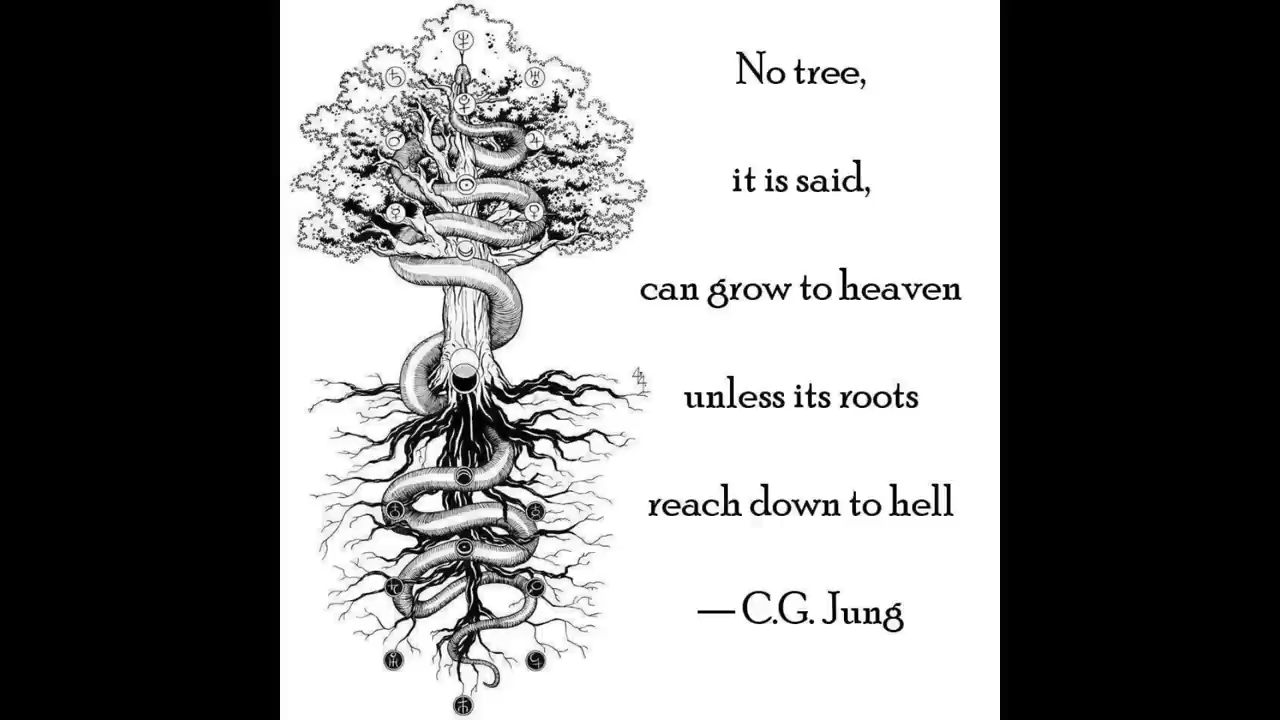 No tree,
it is said,
can grow to heaven
unless its roots
reach down to hell
— C.G. Jung